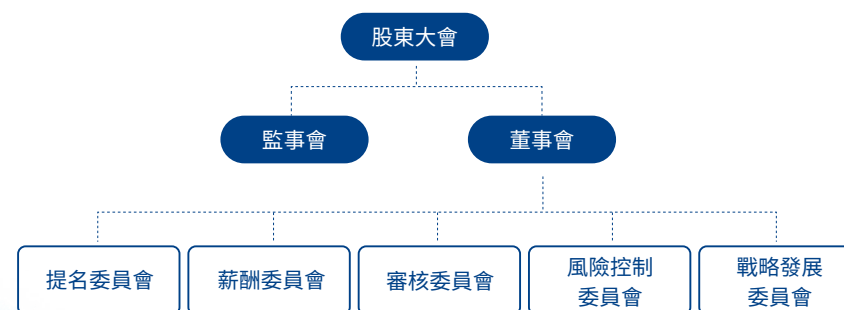 股東大會
監事會
董事會
提名委員會
薪酬委員會
審核委員會
風險控制
委員會
戰略發展
委員會